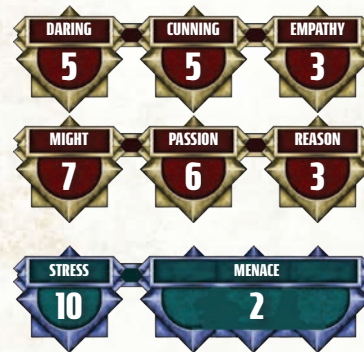 DARING CUNNING EMPATHY
5 5 3
MIGHT PASSION REASON
7 6 3
STRESS MENACE
10 2